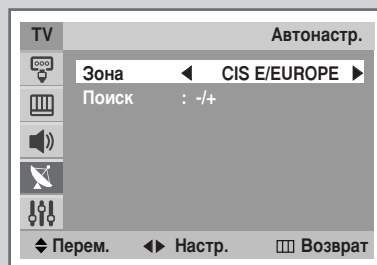 TV Автонастр.
Зона ◀ CIS E/EUROPE ▶
Поиск : -/+
Перем. Настр. Возврат